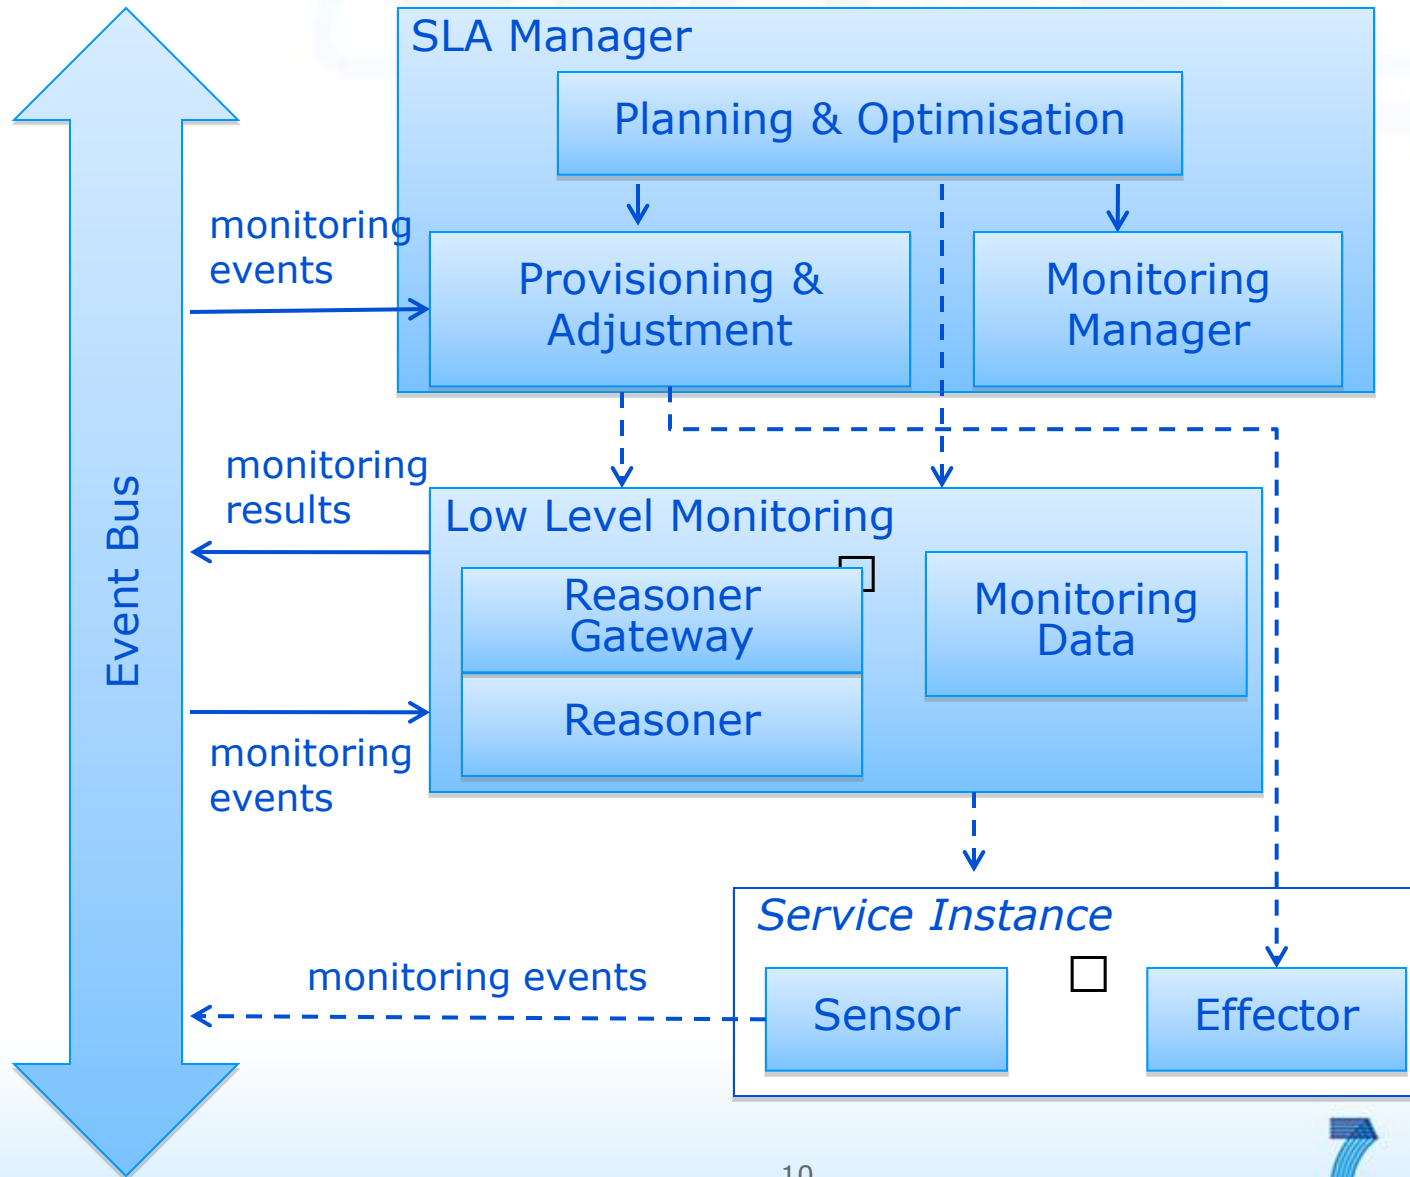 SLA Manager
Planning & Optimisation
monitoring
events
Provisioning &
Adjustment
Monitoring
Manager
monitoring
results
Low Level Monitoring
Event Bus
Reasoner
Gateway
Monitoring
Data
Reasoner
monitoring
events
Service Instance
monitoring events
Sensor
Effector
10